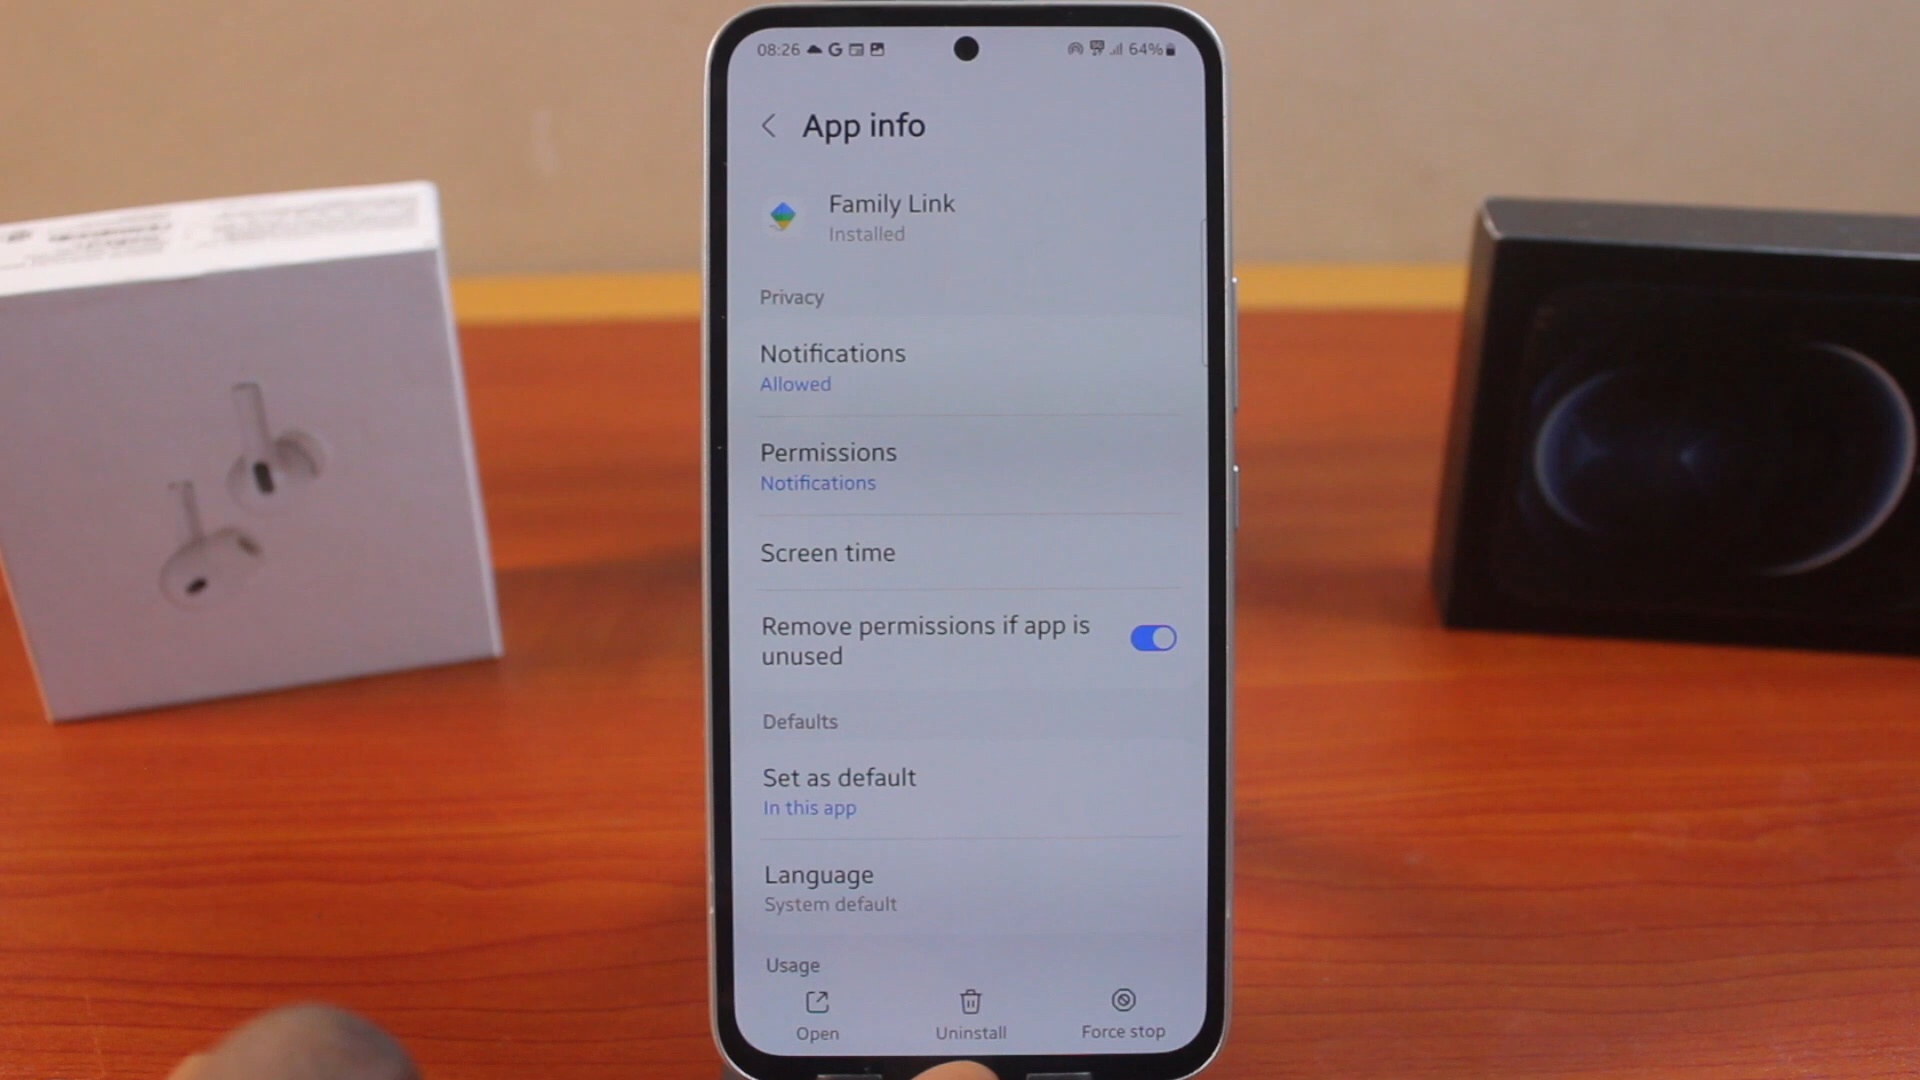 08:26
64%
App info
Family Link
Installed
Privacy
Notifications
Allowed
Permissions
Notifications
Screen time
Remove permissions if app is
unused
Defaults
Set as default
In this app
Language
System default
Usage
Open
Uninstall
Force stop